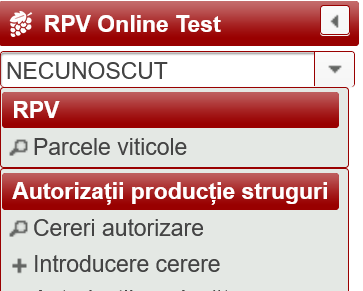 RPV Online Test
NECUNOSCUT
RPV
Parcele viticole
Autorizații producție struguri
Cereri autorizare
Introducere cerere